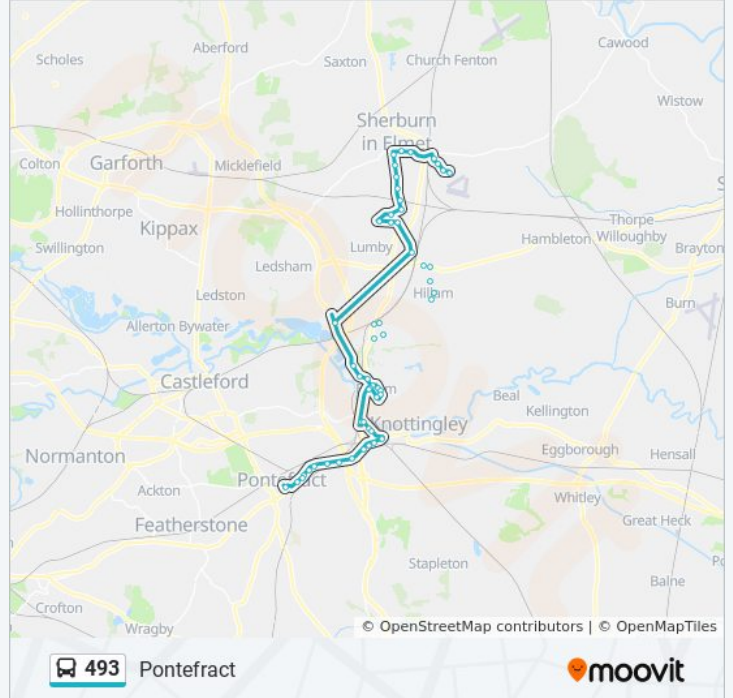 Cawood
Aberford
Scholes
Saxton
Church Fenton
Wistow
Sherburn
in Elmet
Colton
Garforth
Micklefield
Hollinthorpe
Thorpe
Willoughby
Kippax
Hambleton
Swillington
Lumby
Brayton
Ledsham
Ledston
Burn
Allerton Bywater
Castleford
Beal
Kellington
Knottingley
Normanton
Eggborough
Hensall
Pontefract
Ackton
Whitley
Featherstone
Great Heck
Stapleton
Balne
Crofton
Wragby
© OpenStreetMap contributors | © OpenMapTiles
493 Pontefract
moovit